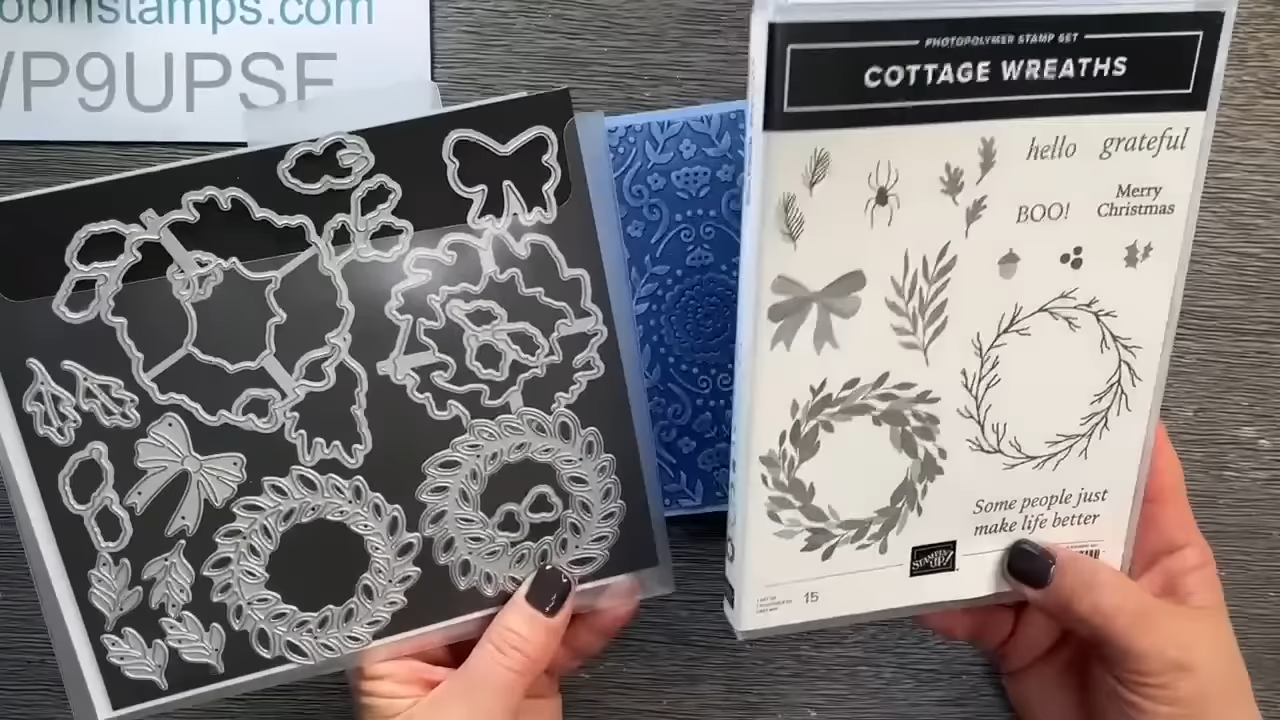 obinstamps.com
WP9UPSE
PHOTOPOLYMER STAMP SET
COTTAGE WREATHS
hello
grateful
BOO!
Merry
Christmas
Some people just
make life better
STAMPIN' UP!
15